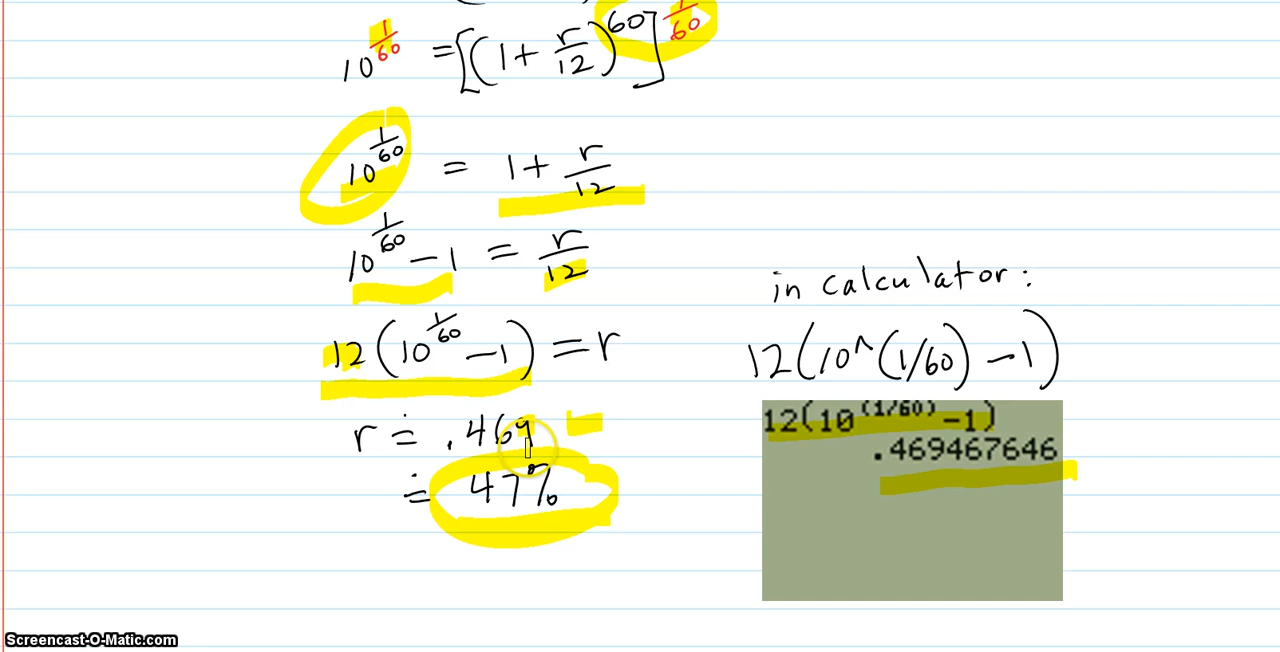 10^(1/60) = [(1 + r/12)^60]^(1/60)
10^(1/60) = 1 + r/12
10^(1/60) - 1 = r/12
in calculator:
12(10^(1/60) - 1) = r
12(10^(1/60) - 1)
12(10^(1/60) -1)
r ≐ .469
.469467646
≐ 47%
Screencast-O-Matic.com